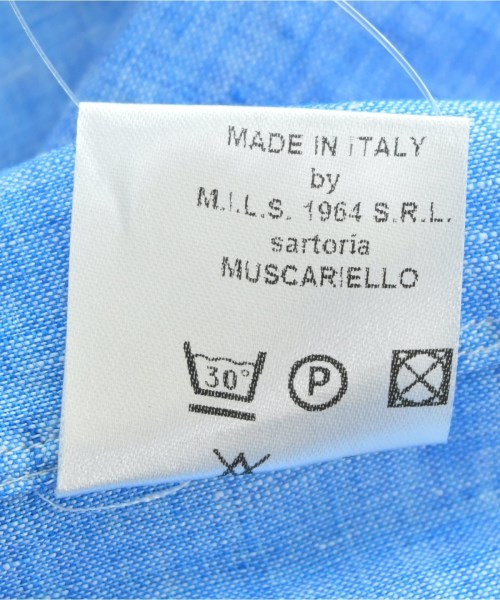 MADE IN ITALY
by
M.I.L.S. 1964 S.R.L.
sartoria
MUSCARIELLO
30° P